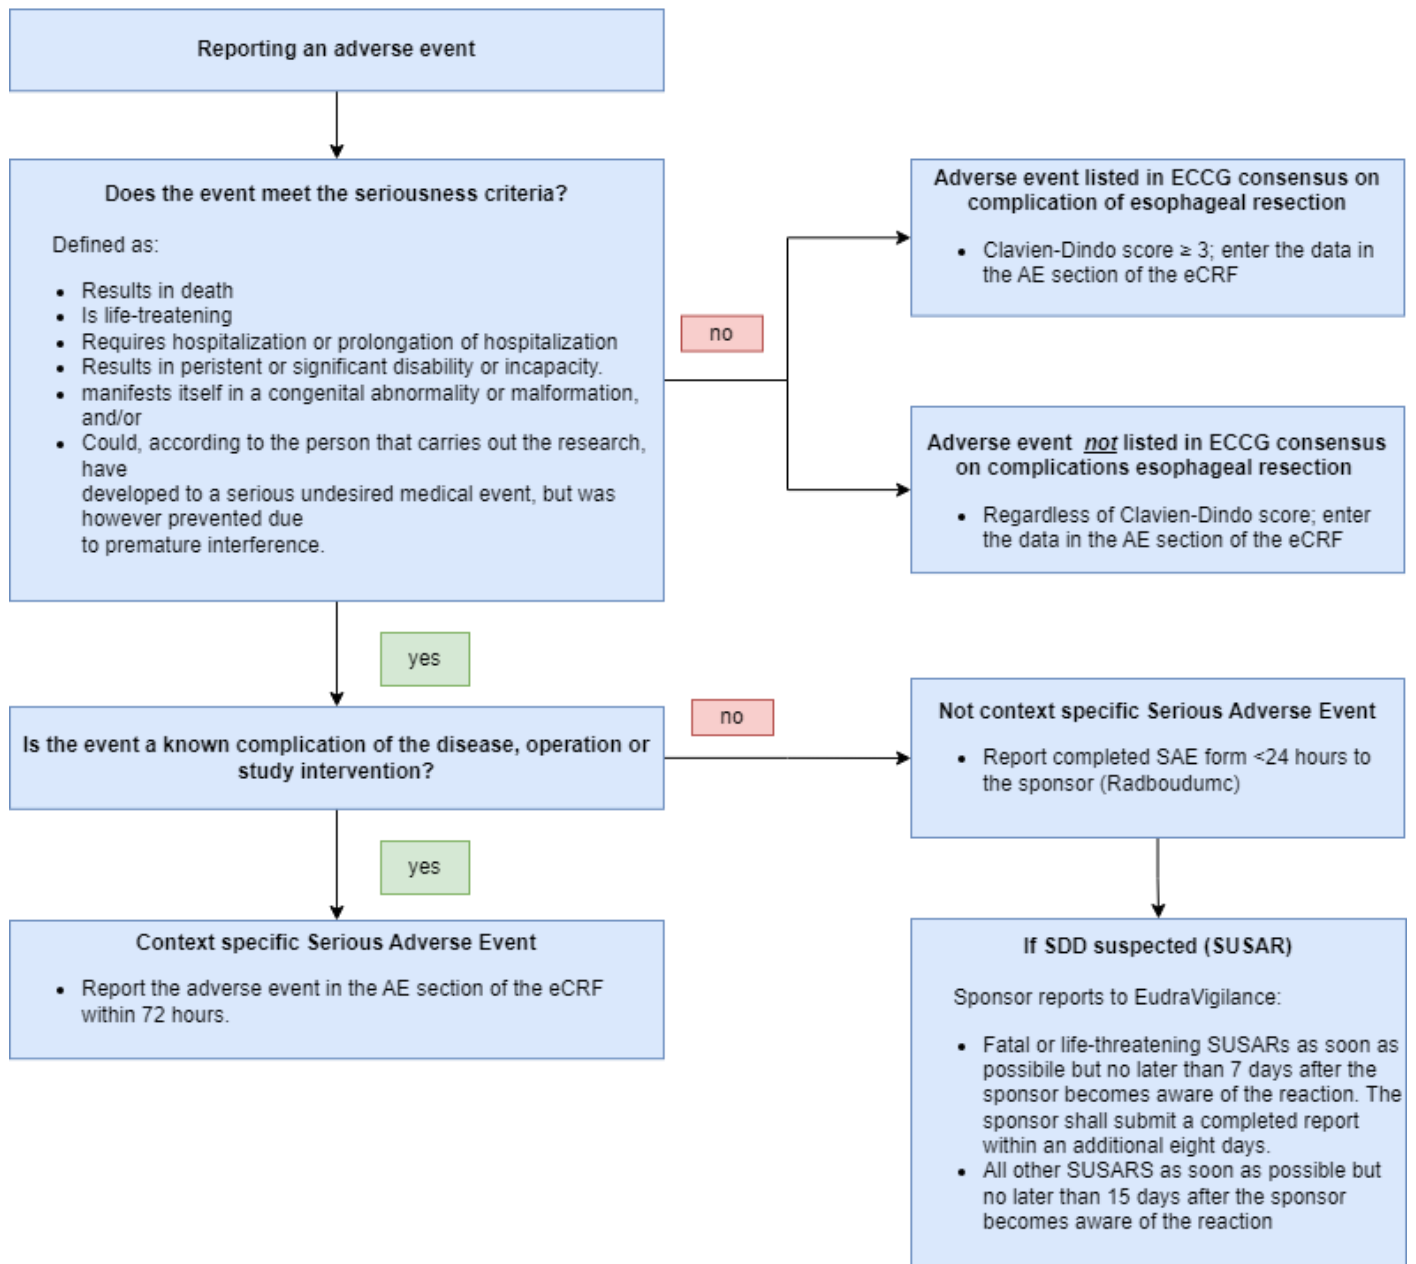 Reporting an adverse event
Does the event meet the seriousness criteria?
Defined as:
• Results in death
• Is life-treatening
• Requires hospitalization or prolongation of hospitalization
• Results in peristent or significant disability or incapacity.
• manifests itself in a congenital abnormality or malformation,
and/or
• Could, according to the person that carries out the research,
have
developed to a serious undesired medical event, but was
however prevented due
to premature interference.
no
Adverse event listed in ECCG consensus on
complication of esophageal resection
• Clavien-Dindo score ≥ 3; enter the data in
the AE section of the eCRF
Adverse event not listed in ECCG consensus
on complications esophageal resection
• Regardless of Clavien-Dindo score; enter
the data in the AE section of the eCRF
yes
Is the event a known complication of the disease, operation or
study intervention?
no
Not context specific Serious Adverse Event
• Report completed SAE form <24 hours to
the sponsor (Radboudumc)
yes
Context specific Serious Adverse Event
• Report the adverse event in the AE section of the eCRF
within 72 hours.
If SDD suspected (SUSAR)
Sponsor reports to EudraVigilance:
• Fatal or life-threatening SUSARs as soon as
possibile but no later than 7 days after the
sponsor becomes aware of the reaction. The
sponsor shall submit a completed report
within an additional eight days.
• All other SUSARS as soon as possible but
no later than 15 days after the sponsor
becomes aware of the reaction